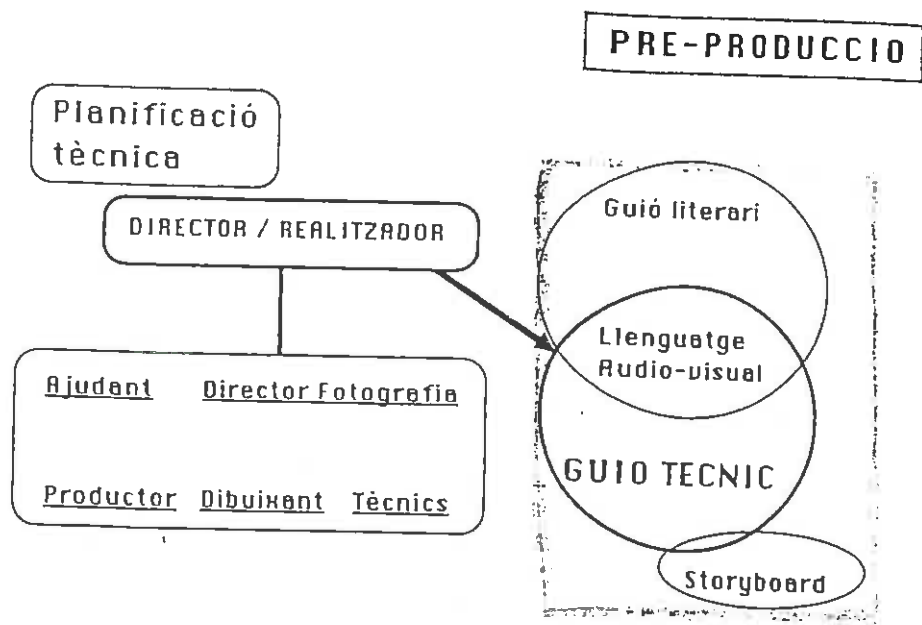 PRE-PRODUCCIO
Planificació
tècnica
DIRECTOR / REALITZADOR
Guió literari
Llenguatge
Audio-visual
Ajudant Director Fotografia
GUIO TECNIC
Productor Dibuixant Tècnics
Storyboard